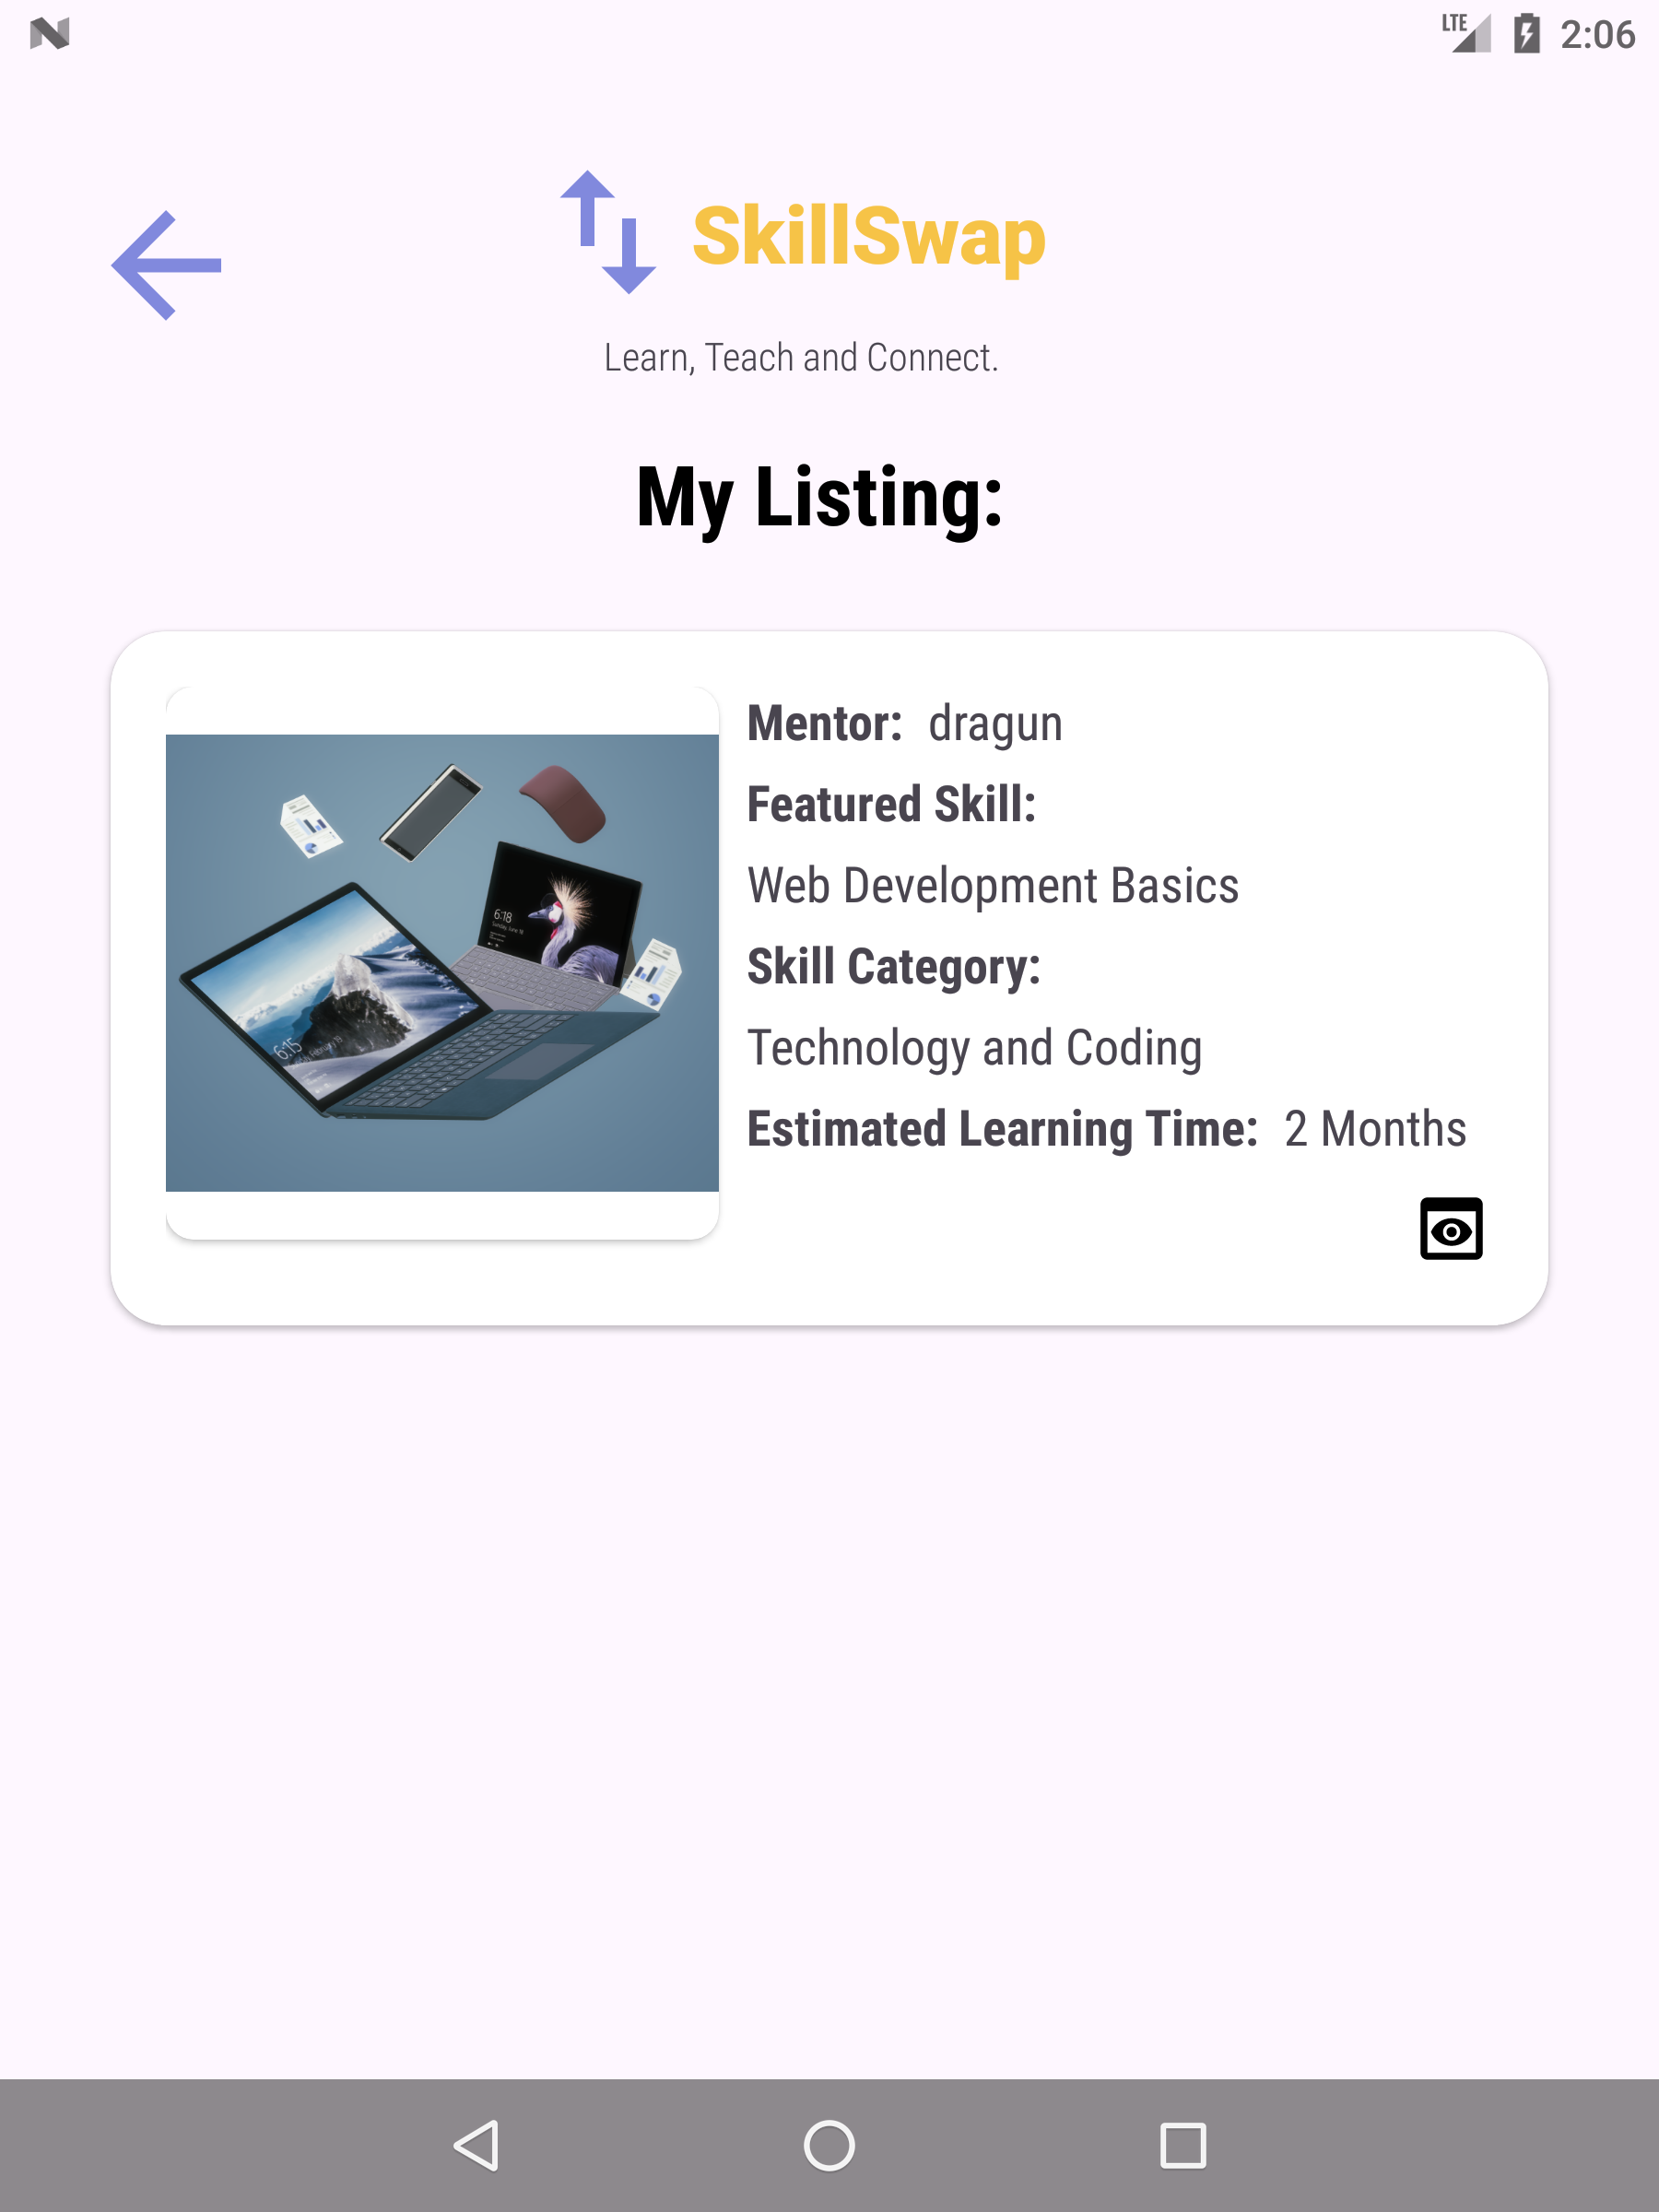 LTE 2:06
SkillSwap
Learn, Teach and Connect.
My Listing:
Mentor: dragun
Featured Skill:
Web Development Basics
Skill Category:
Technology and Coding
Estimated Learning Time: 2 Months
6:18
6:15